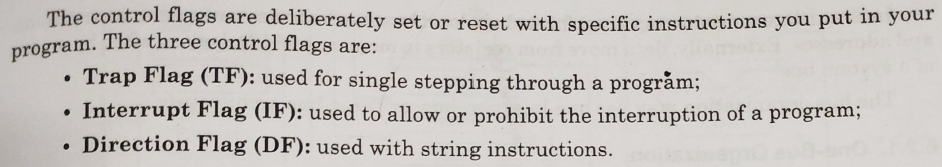 The control flags are deliberately set or reset with specific instructions you put in your
program. The three control flags are:
• Trap Flag (TF): used for single stepping through a program;
• Interrupt Flag (IF): used to allow or prohibit the interruption of a program;
• Direction Flag (DF): used with string instructions.